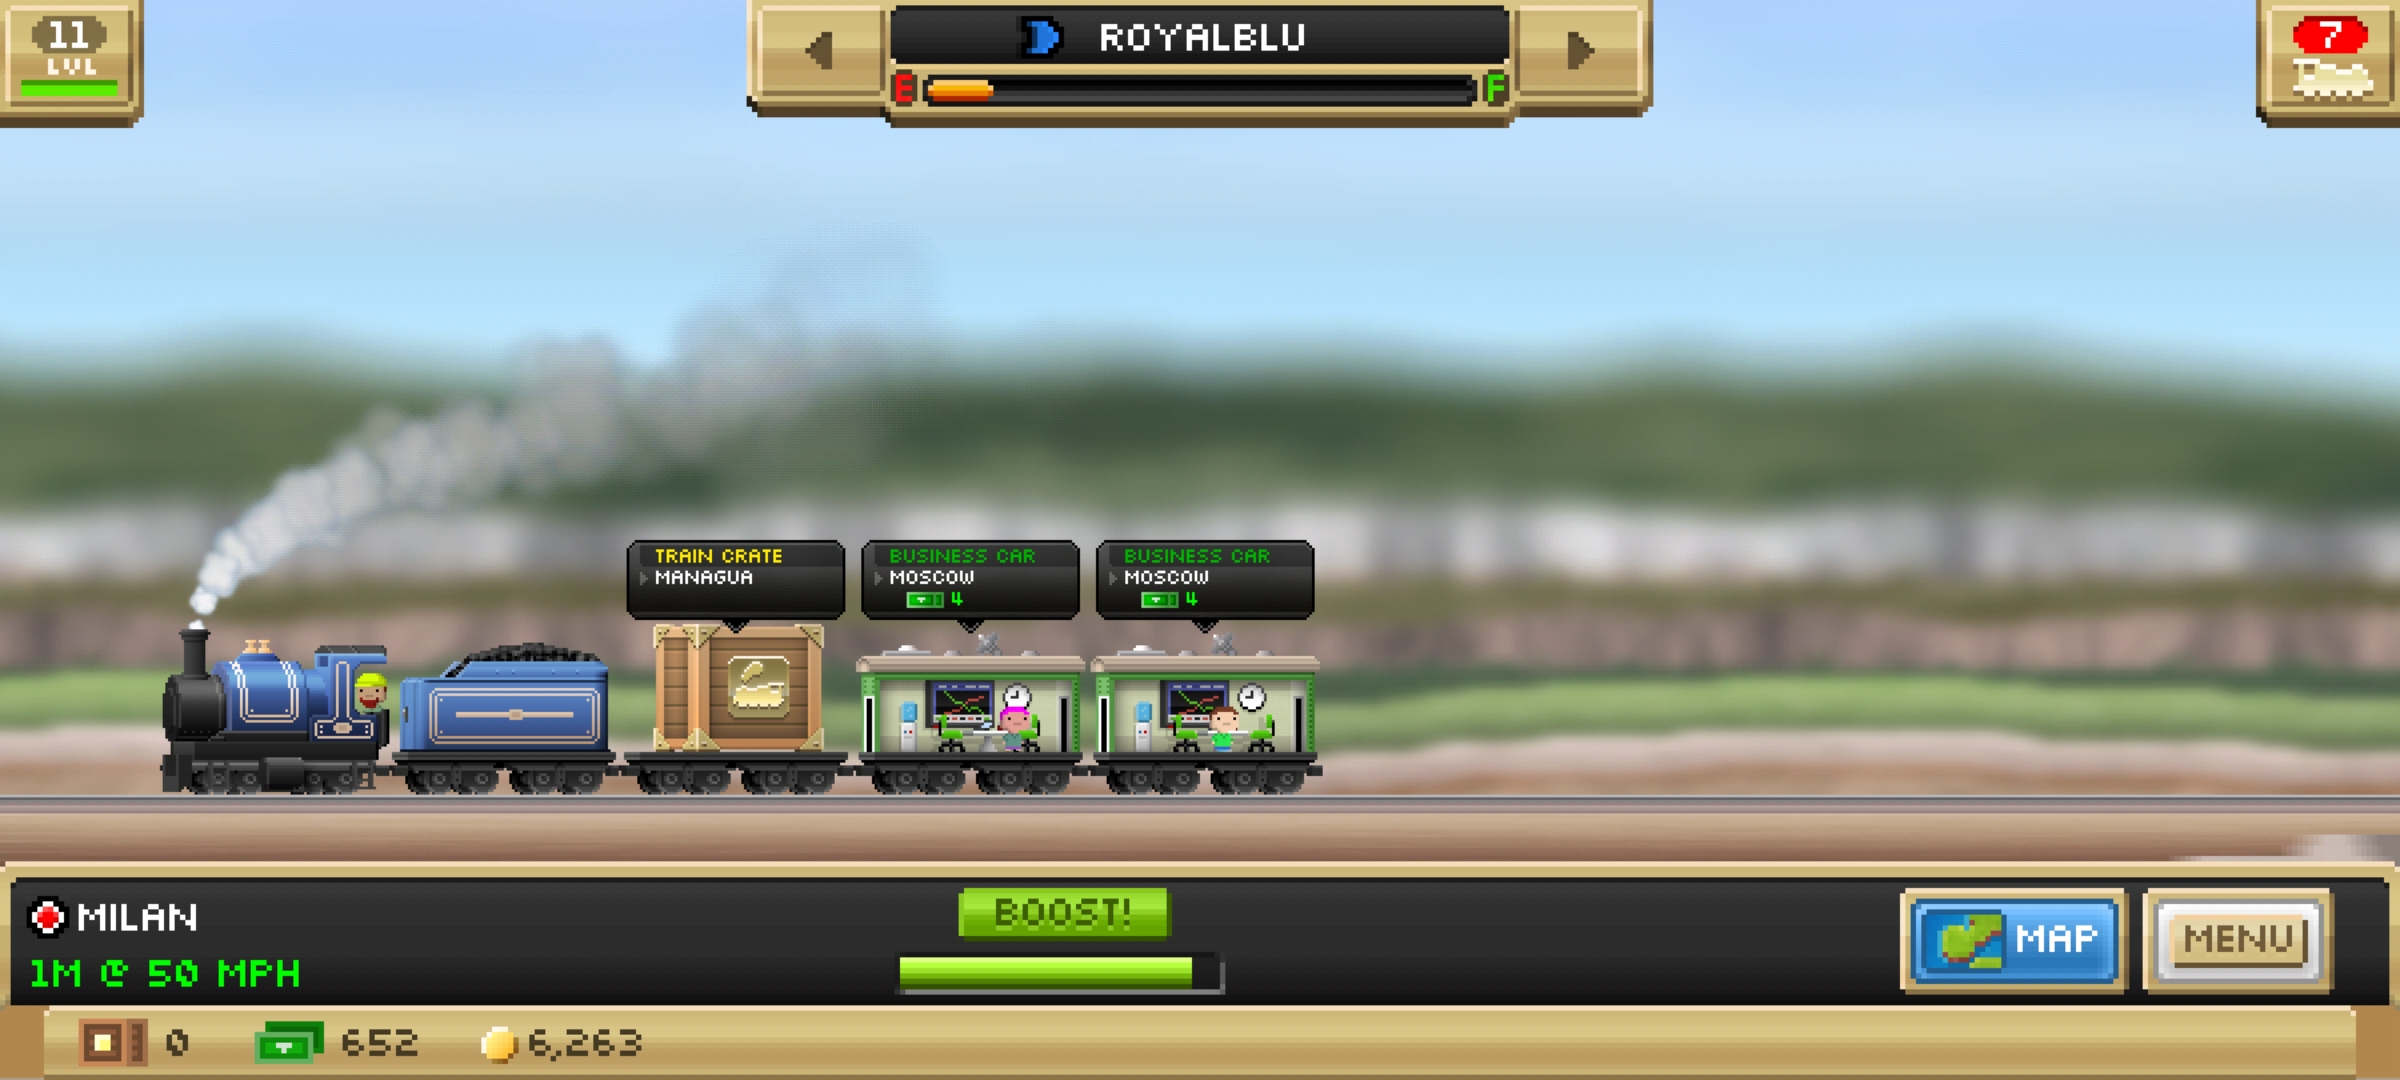 11
LVL
ROYALBLU
E F
7
TRAIN CRATE
MANAGUA
BUSINESS CAR
MOSCOW
4
BUSINESS CAR
MOSCOW
4
MILAN
1M @ 50 MPH
BOOST!
MAP
MENU
0 652 6,263